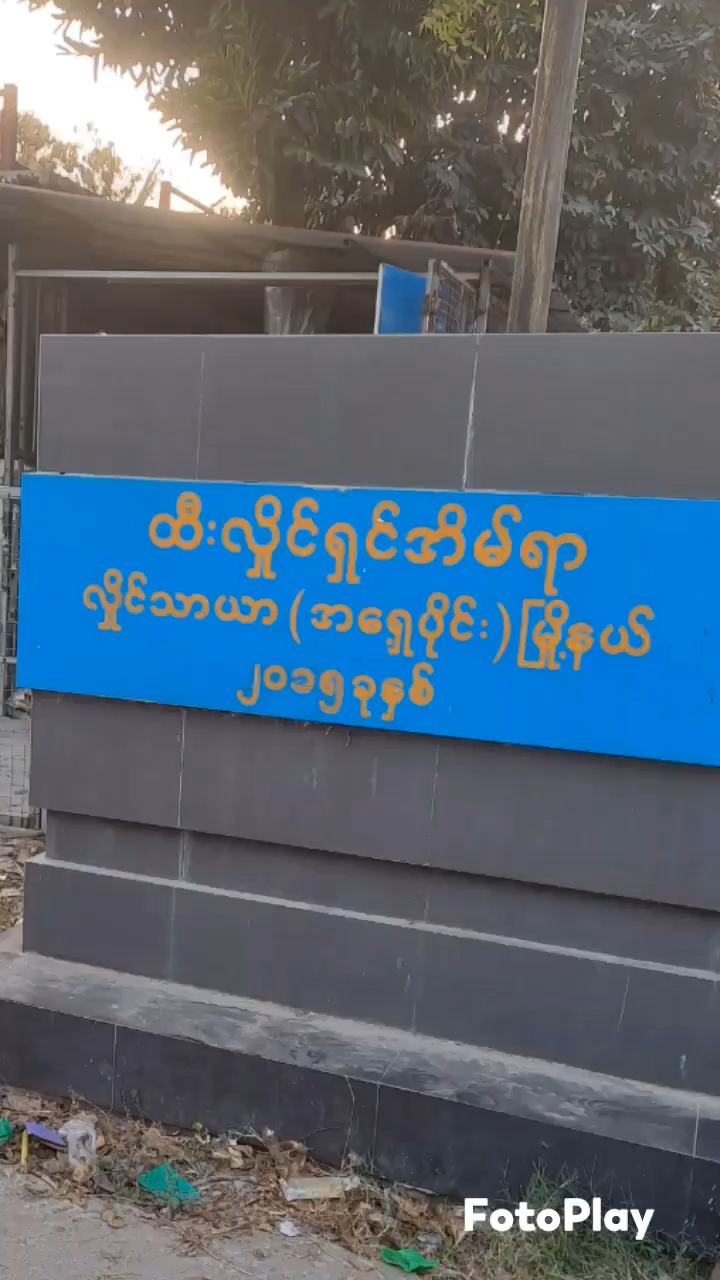 ထီးလှိုင်ရှင်အိမ်ရာ
လှိုင်သာယာ (အရှေ့ပိုင်း) မြို့နယ်
၂၀၁၅ ခုနှစ်
FotoPlay